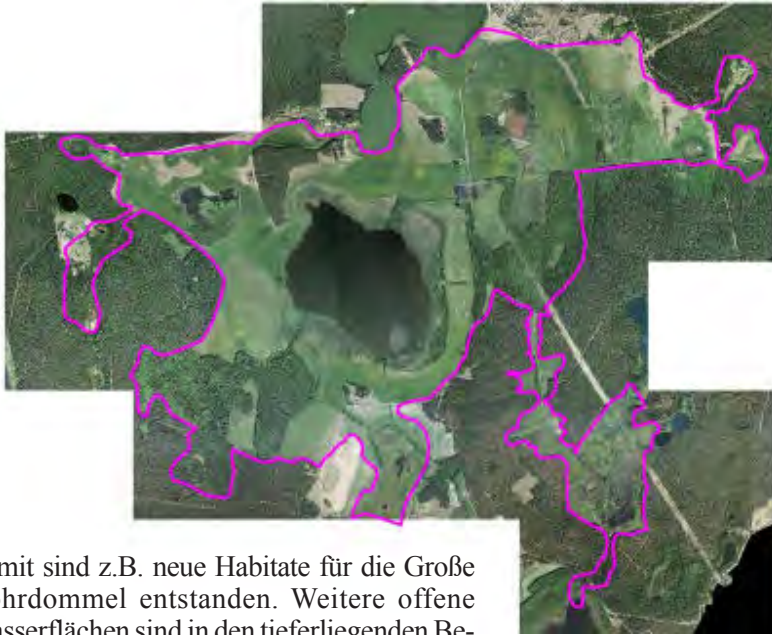 mit sind z.B. neue Habitate für die Große
hrdommel entstanden. Weitere offene
asserflächen sind in den tieferliegenden Be-